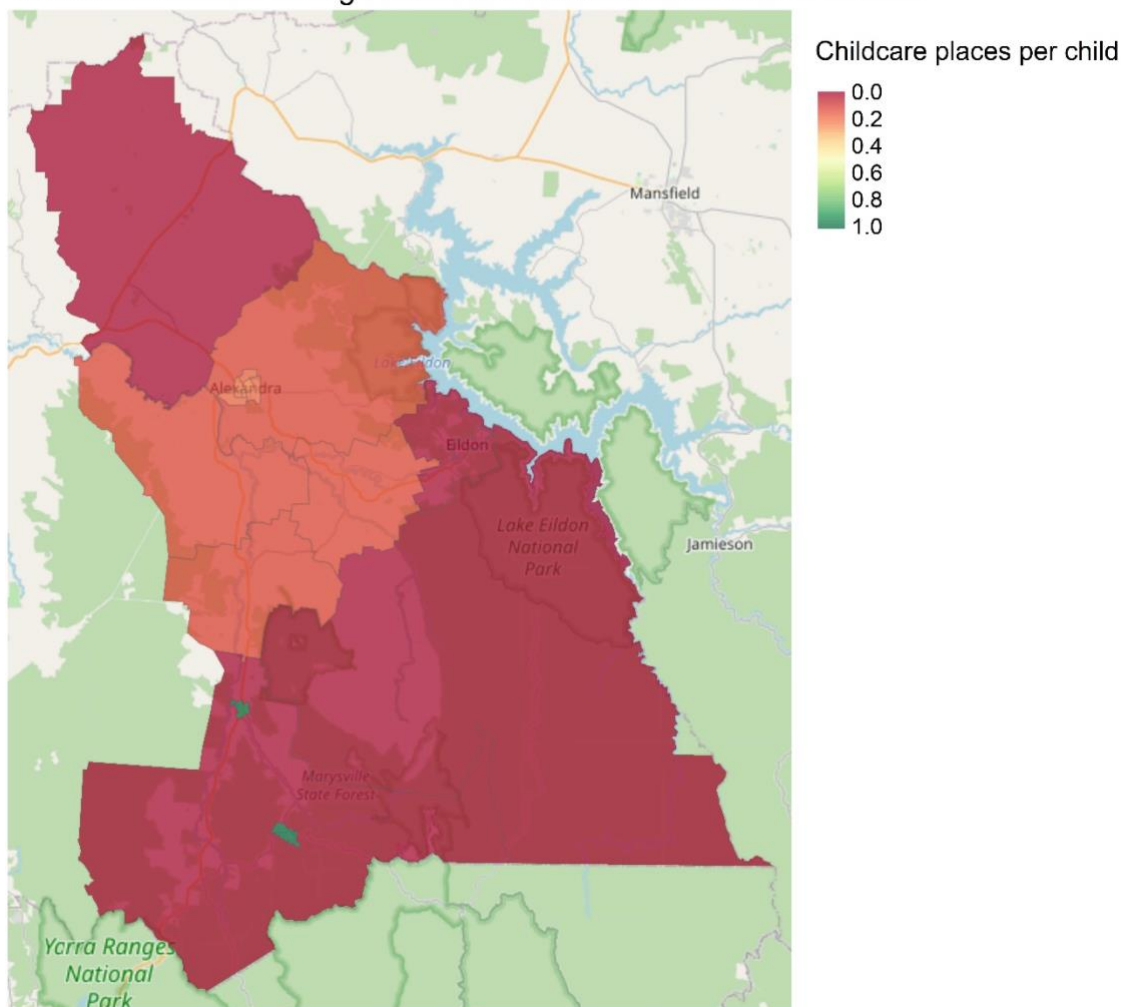 Childcare places per child
0.0
0.2
0.4
0.6
0.8
1.0
Mansfield
Lake Eildon
Alexandra
Eildon
Lake Eildon
National
Park
Jamieson
Marysville
State Forest
Yarra Ranges
National
Park